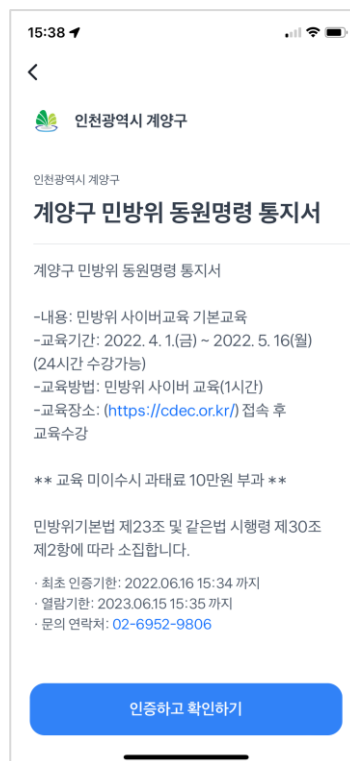 15:38
인천광역시 계양구
인천광역시 계양구
계양구 민방위 동원명령 통지서
계양구 민방위 동원명령 통지서
-내용: 민방위 사이버교육 기본교육
-교육기간: 2022. 4. 1.(금) ~ 2022. 5. 16(월)
(24시간 수강가능)
-교육방법: 민방위 사이버 교육(1시간)
-교육장소: (https://cdec.or.kr/) 접속 후
교육수강
** 교육 미이수시 과태료 10만원 부과 **
민방위기본법 제23조 및 같은법 시행령 제30조
제2항에 따라 소집합니다.
· 최초 인증기한: 2022.06.16 15:34 까지
· 열람기한: 2023.06.15 15:35 까지
· 문의 연락처: 02-6952-9806
인증하고 확인하기